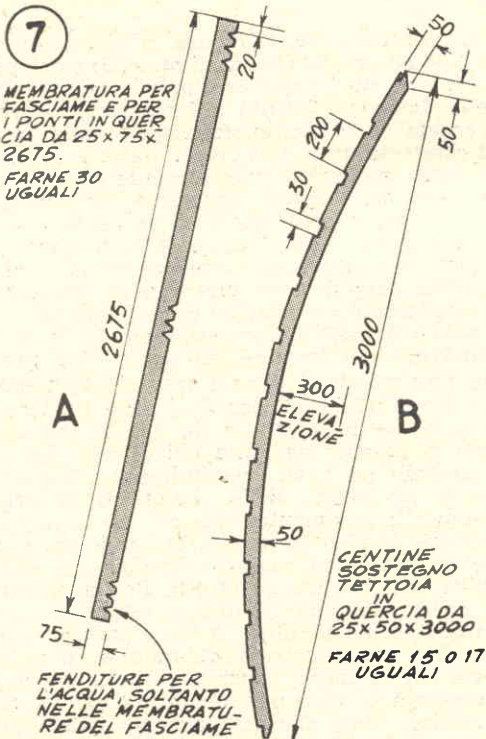 7
MEMBRATURA PER
FASCIAME E PER
I PONTI IN QUER
CIA DA 25 x 75 x
2675.
FARNE 30
UGUALI
20
2675
A
75
FENDITURE PER
L'ACQUA, SOLTANTO
NELLE MEMBRATU-
RE DEL FASCIAME
50
50
200
30
3000
300
ELEVA-
ZIONE
B
50
CENTINE
SOSTEGNO
TETTOIA
IN
QUERCIA DA
25 x 50 x 3000
FARNE 15 O 17
UGUALI